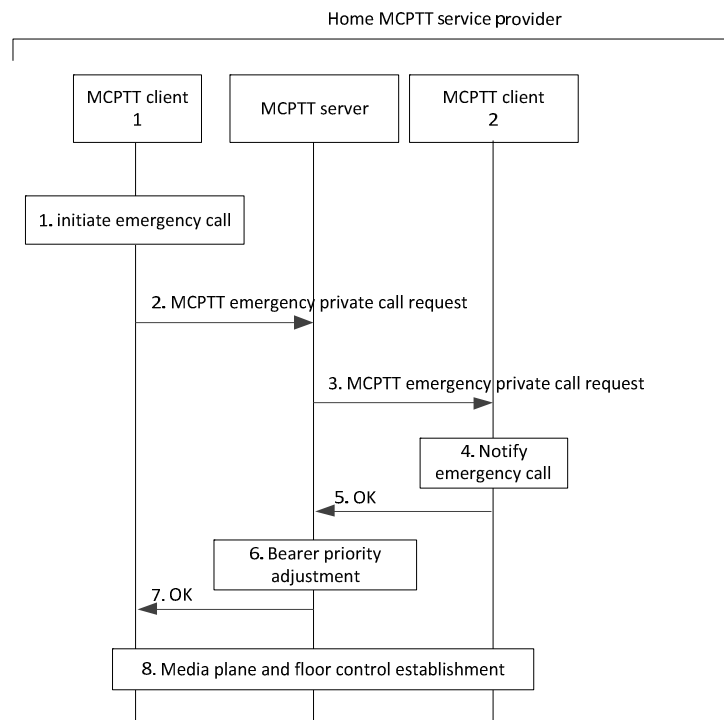 Home MCPTT service provider
MCPTT client
1
MCPTT server
MCPTT client
2
1. initiate emergency call
2. MCPTT emergency private call request
3. MCPTT emergency private call request
4. Notify
emergency call
5. OK
6. Bearer priority
adjustment
7. OK
8. Media plane and floor control establishment